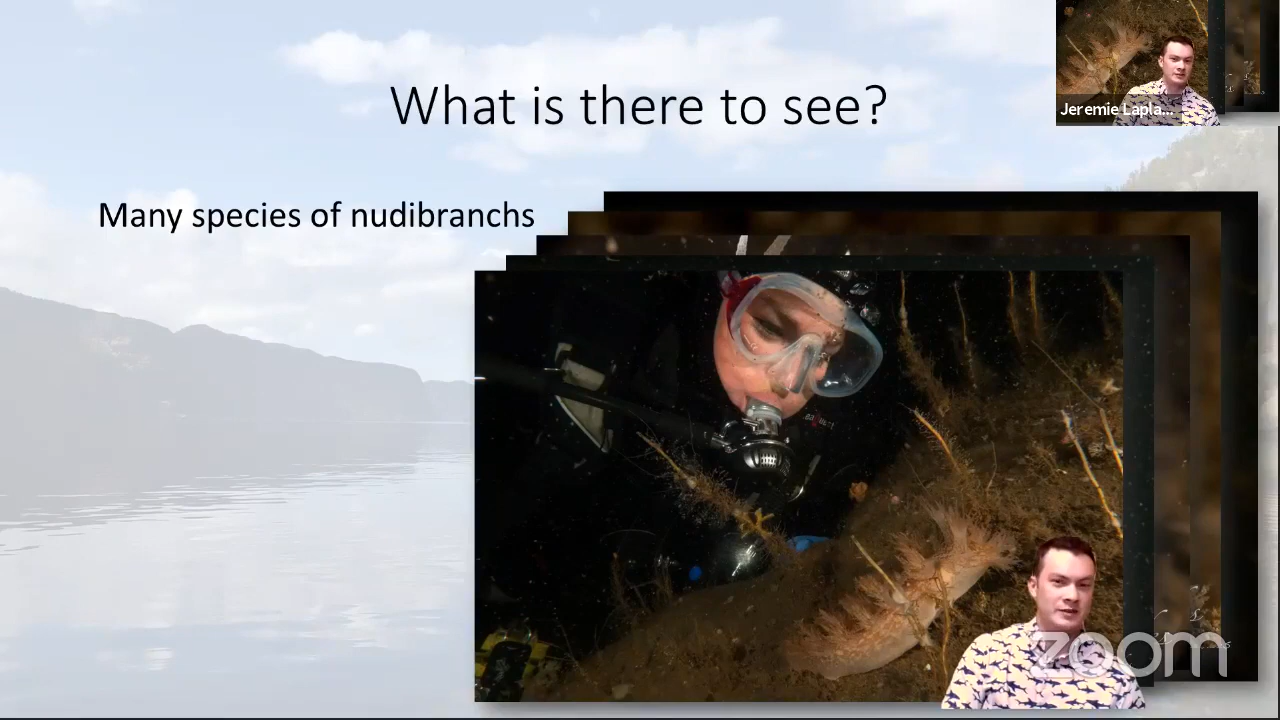 What is there to see?
Jeremie Lapla...
Many species of nudibranchs
zoom